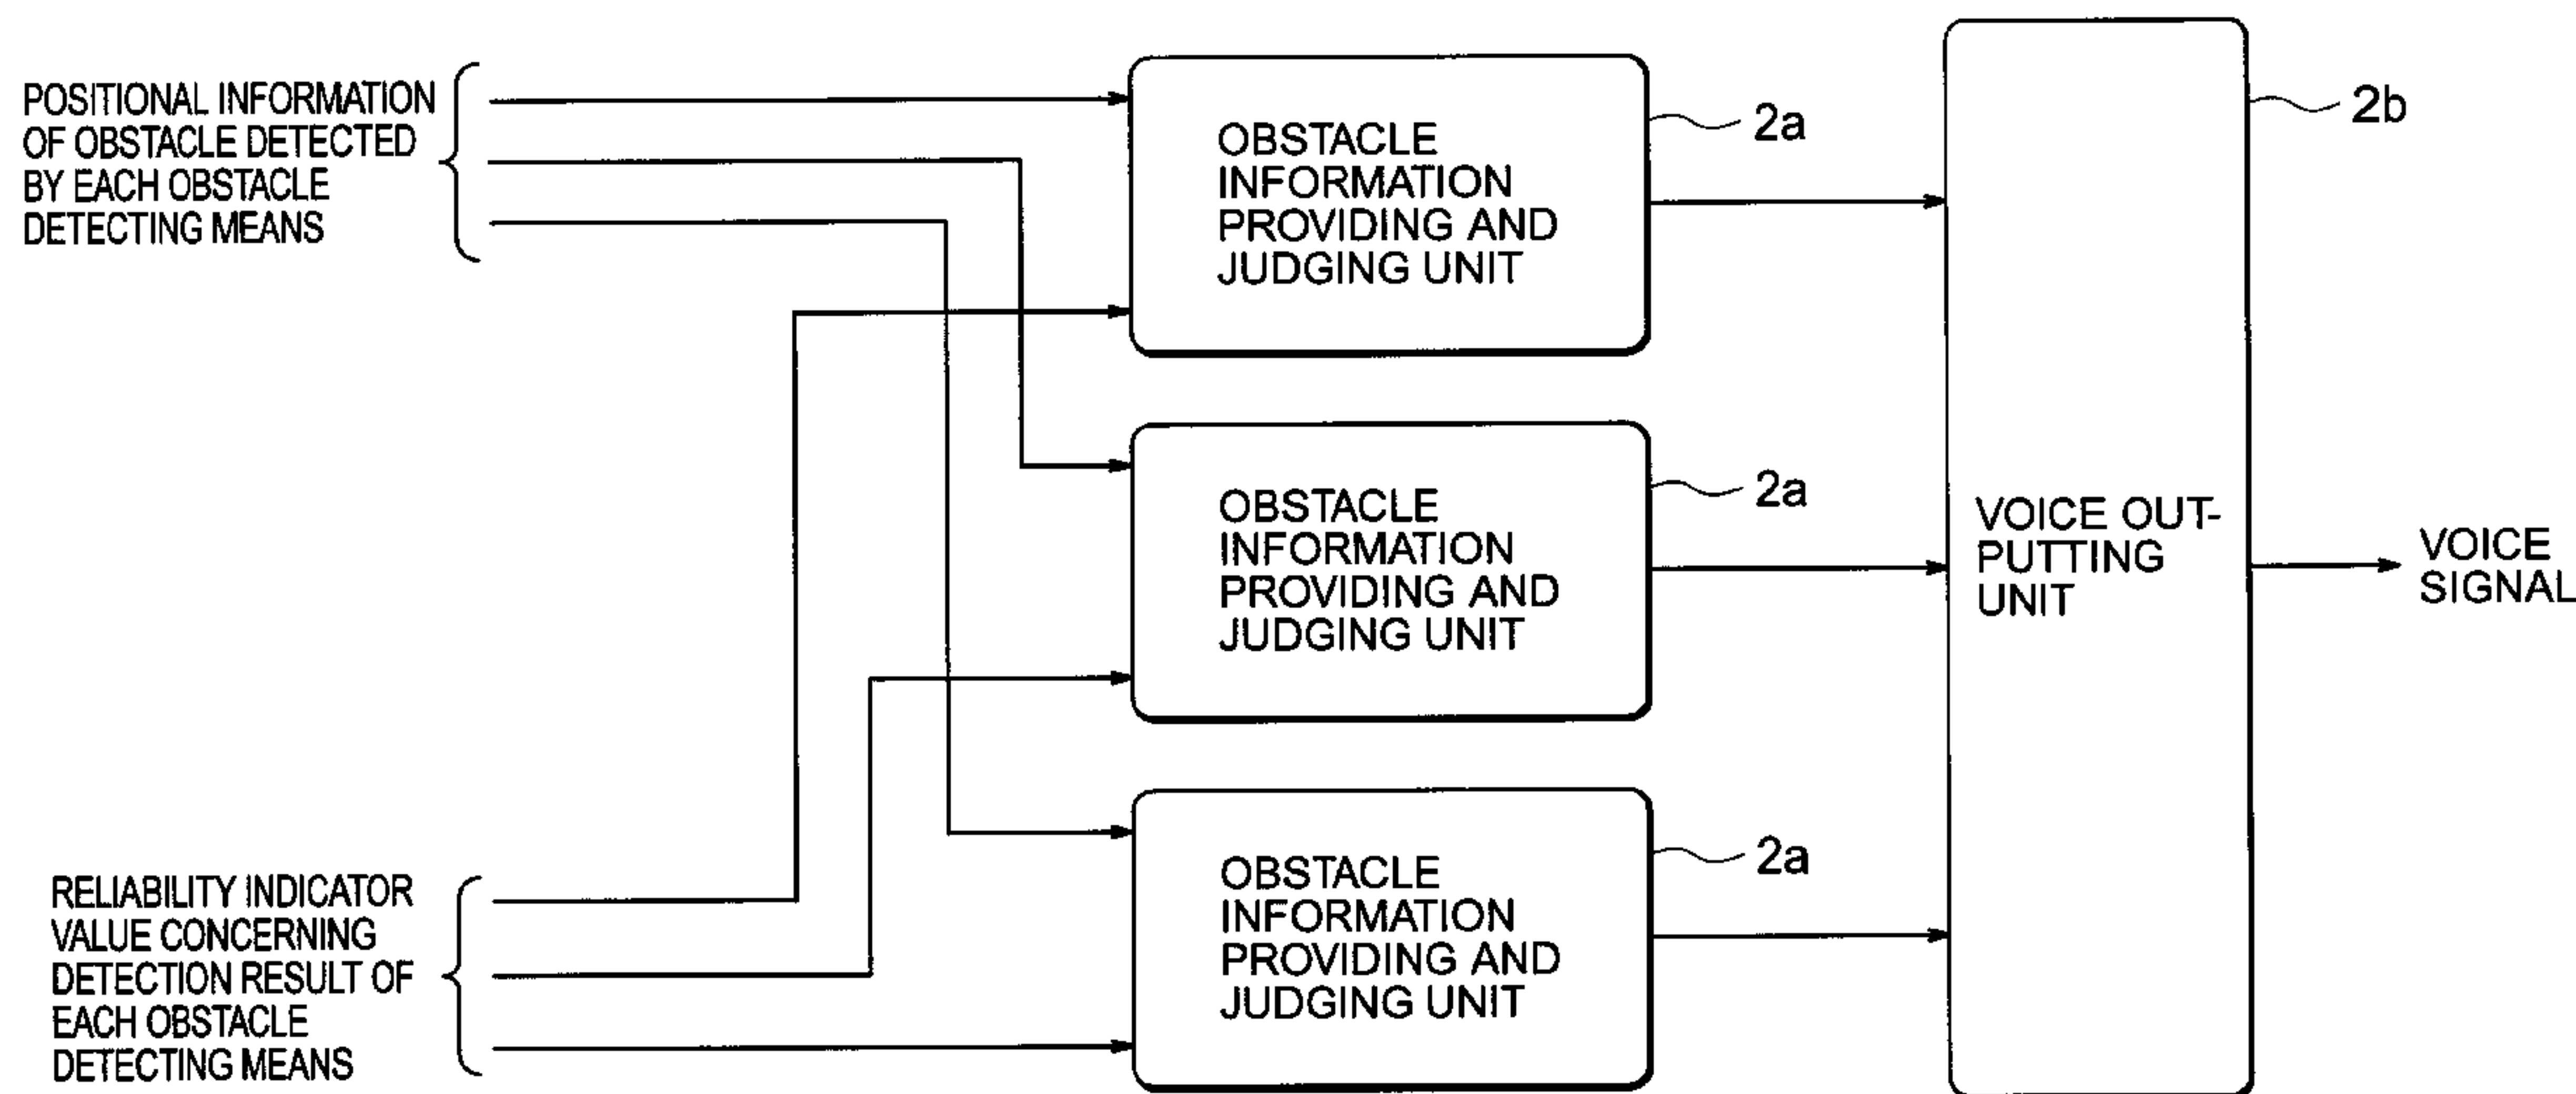 POSITIONAL INFORMATION
OF OBSTACLE DETECTED
BY EACH OBSTACLE
DETECTING MEANS
RELIABILITY INDICATOR
VALUE CONCERNING
DETECTION RESULT OF
EACH OBSTACLE
DETECTING MEANS
OBSTACLE
INFORMATION
PROVIDING AND
JUDGING UNIT
2a
OBSTACLE
INFORMATION
PROVIDING AND
JUDGING UNIT
2a
OBSTACLE
INFORMATION
PROVIDING AND
JUDGING UNIT
2a
VOICE OUT-
PUTTING
UNIT
2b
VOICE
SIGNAL